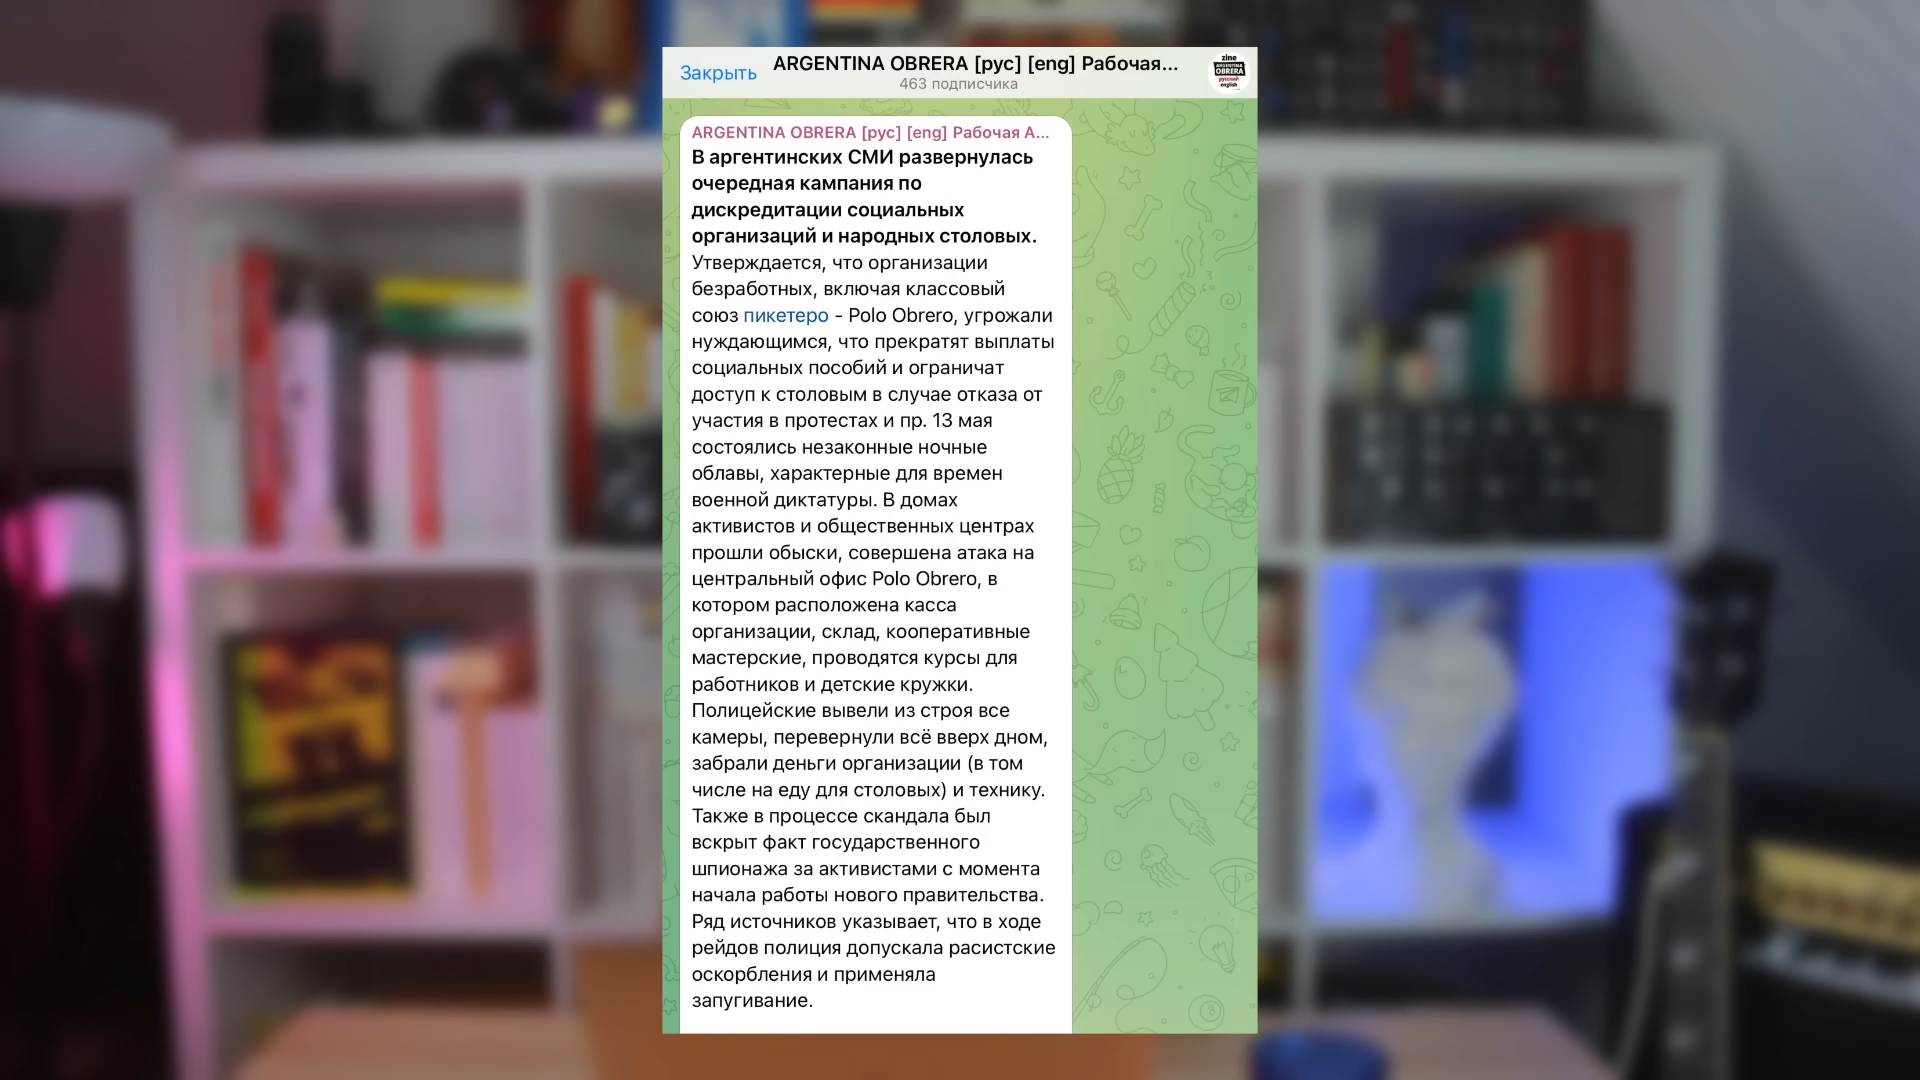 Закрыть
ARGENTINA OBRERA [рус] [eng] Рабочая...
463 подписчика
zine
ARGENTINA
OBRERA
русский
english
ARGENTINA OBRERA [рус] [eng] Рабочая А...
В аргентинских СМИ развернулась
очередная кампания по
дискредитации социальных
организаций и народных столовых.
Утверждается, что организации
безработных, включая классовый
союз пикетеро - Polo Obrero, угрожали
нуждающимся, что прекратят выплаты
социальных пособий и ограничат
доступ к столовым в случае отказа от
участия в протестах и пр. 13 мая
состоялись незаконные ночные
облавы, характерные для времен
военной диктатуры. В домах
активистов и общественных центрах
прошли обыски, совершена атака на
центральный офис Polo Obrero, в
котором расположена касса
организации, склад, кооперативные
мастерские, проводятся курсы для
работников и детские кружки.
Полицейские вывели из строя все
камеры, перевернули всё вверх дном,
забрали деньги организации (в том
числе на еду для столовых) и технику.
Также в процессе скандала был
вскрыт факт государственного
шпионажа за активистами с момента
начала работы нового правительства.
Ряд источников указывает, что в ходе
рейдов полиция допускала расистские
оскорбления и применяла
запугивание.